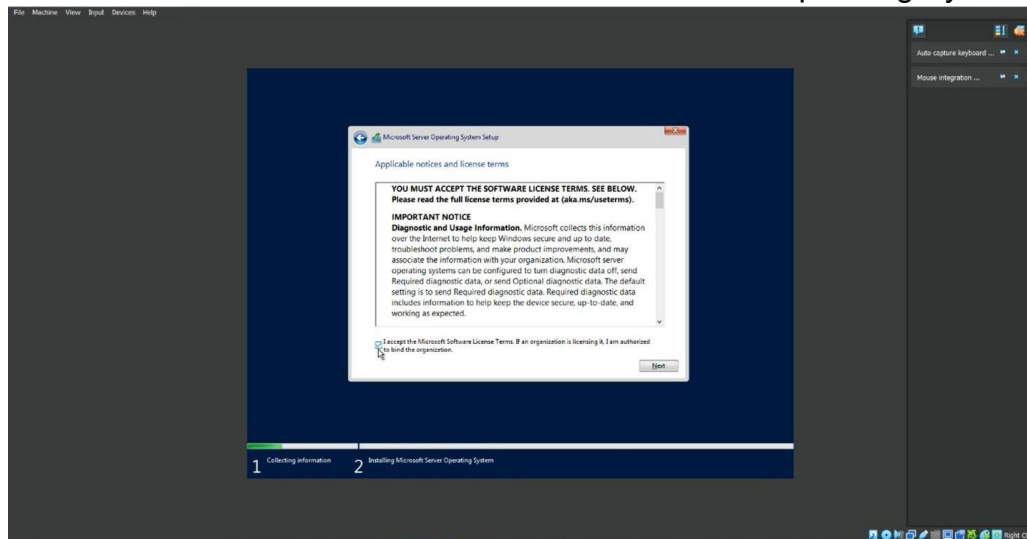 File Machine View Input Devices Help
Auto capture keyboard ...
Mouse integration ...
Microsoft Server Operating System Setup
Applicable notices and license terms
YOU MUST ACCEPT THE SOFTWARE LICENSE TERMS. SEE BELOW.
Please read the full license terms provided at (aka.ms/useterms).
IMPORTANT NOTICE
Diagnostic and Usage Information. Microsoft collects this information
over the Internet to help keep Windows secure and up to date,
troubleshoot problems, and make product improvements, and may
associate the information with your organization. Microsoft server
operating systems can be configured to turn diagnostic data off, send
Required diagnostic data, or send Optional diagnostic data. The default
setting is to send Required diagnostic data. Required diagnostic data
includes information to help keep the device secure, up-to-date, and
working as expected.
I accept the Microsoft Software License Terms. If an organization is licensing it, I am authorized
to bind the organization.
Next
1 Collecting information 2 Installing Microsoft Server Operating System
Right